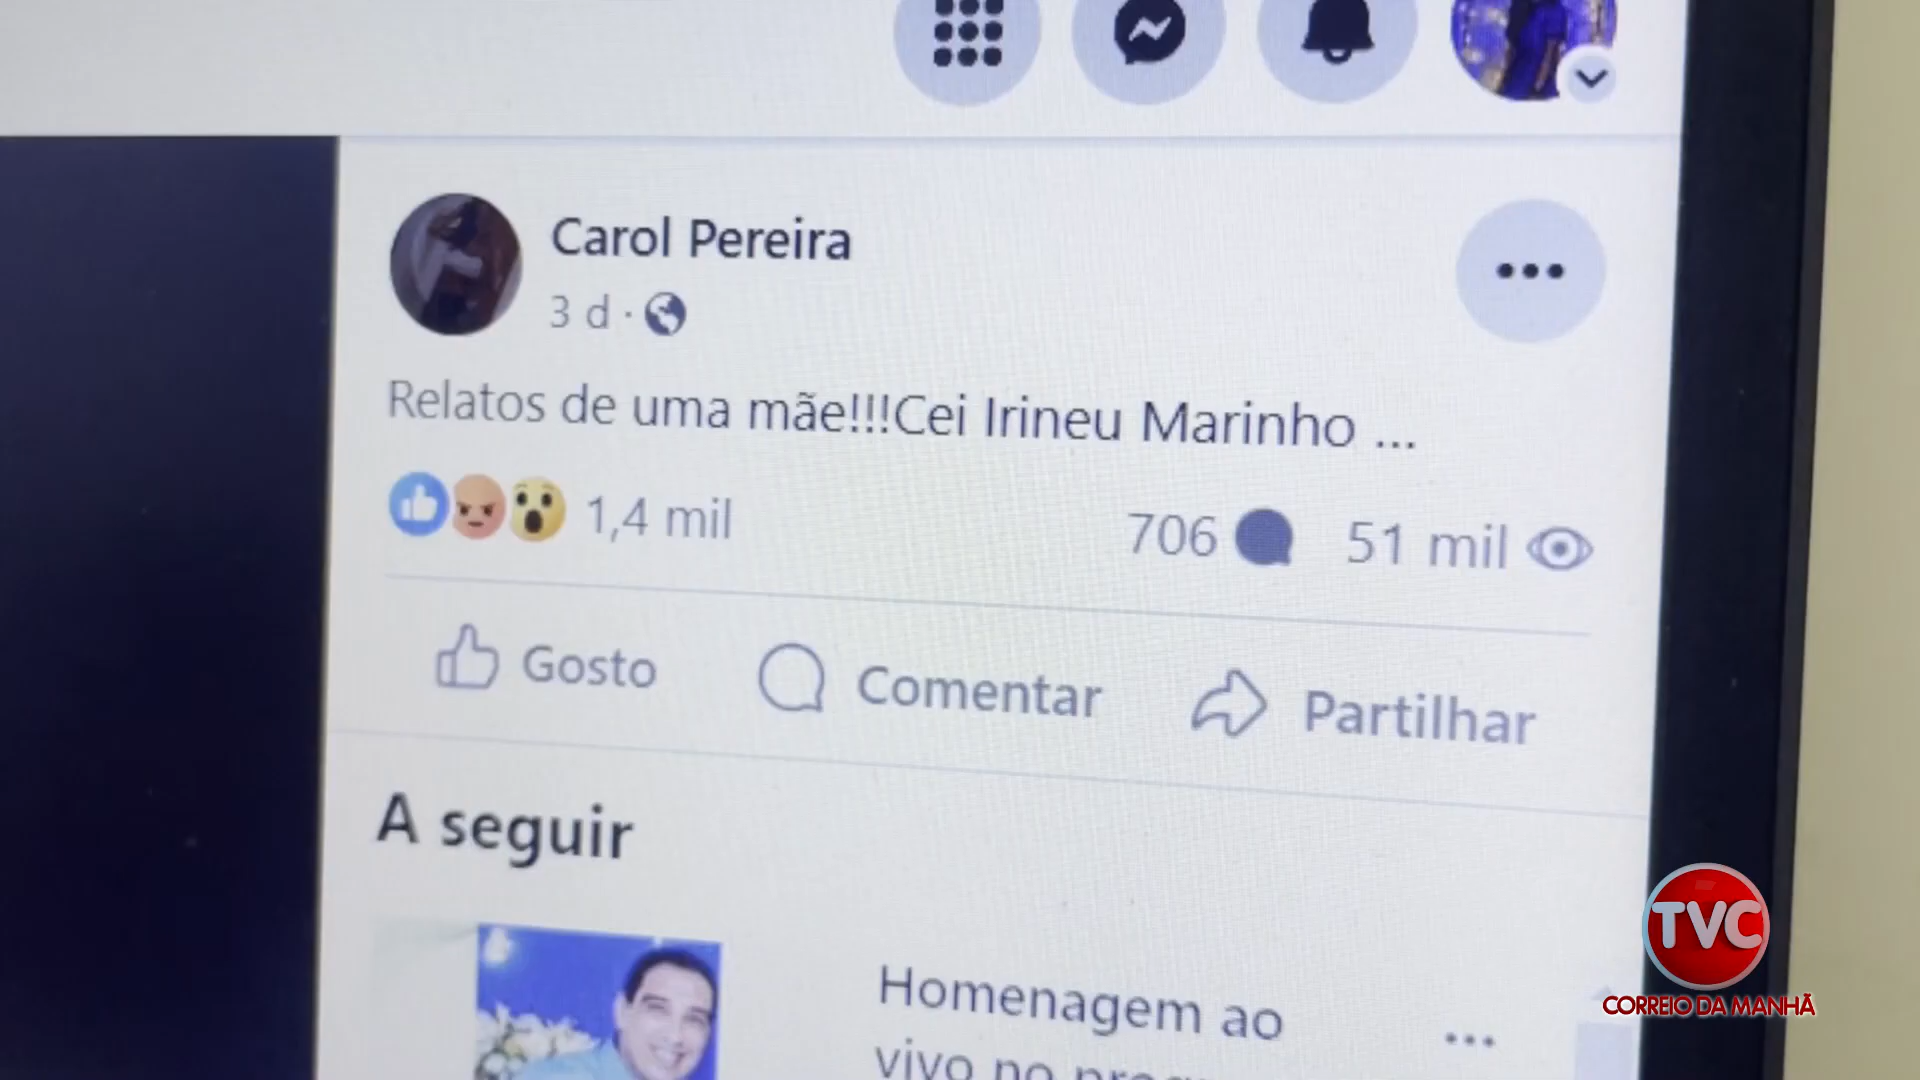 Carol Pereira
3 d ·
Relatos de uma mãe!!!Cei Irineu Marinho ...
1,4 mil
706
51 mil
Gosto
Comentar
Partilhar
A seguir
Homenagem ao
vivo no
TVC
CORREIO DA MANHÃ